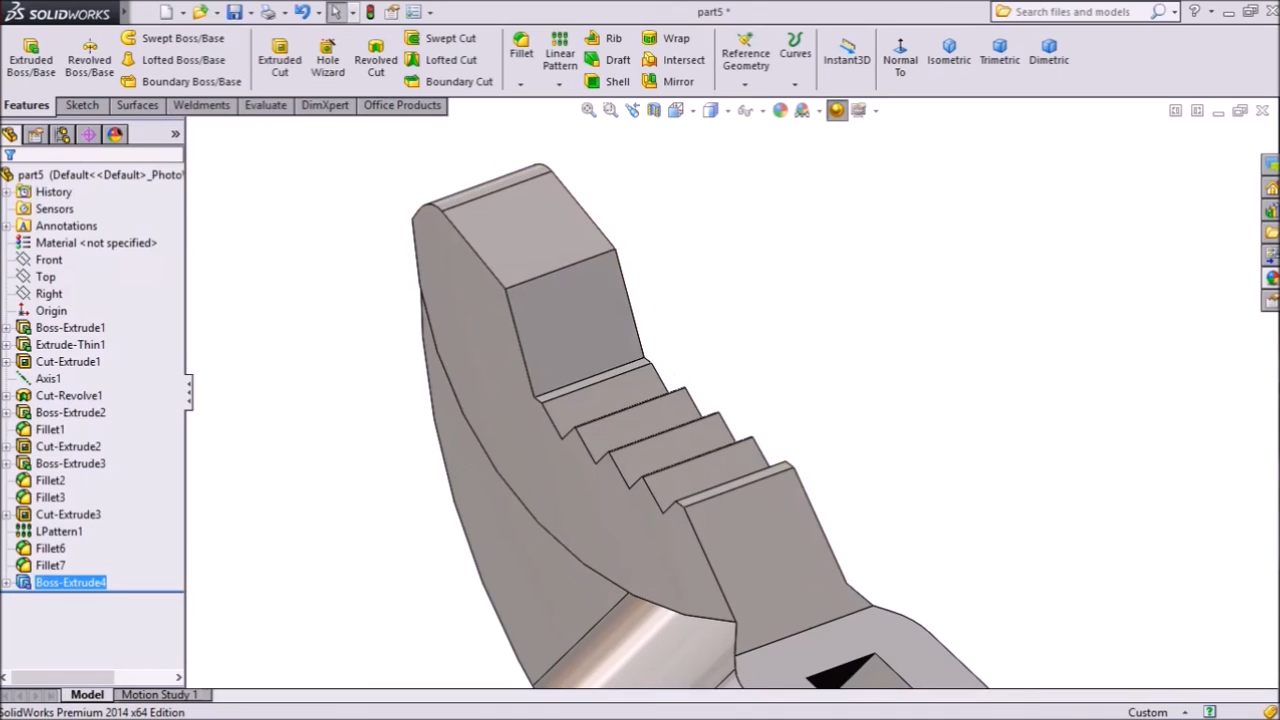 SOLIDWORKS
part5 *
Search files and models
Extruded Boss/Base
Revolved Boss/Base
Swept Boss/Base
Lofted Boss/Base
Boundary Boss/Base
Extruded Cut
Hole Wizard
Revolved Cut
Swept Cut
Lofted Cut
Boundary Cut
Fillet
Linear Pattern
Rib
Draft
Shell
Wrap
Intersect
Mirror
Reference Geometry
Curves
Instant3D
Normal To
Isometric
Trimetric
Dimetric
Features
Sketch
Surfaces
Weldments
Evaluate
DimXpert
Office Products
part5 (Default<<Default>_Photo
History
Sensors
Annotations
Material <not specified>
Front
Top
Right
Origin
Boss-Extrude1
Extrude-Thin1
Cut-Extrude1
Axis1
Cut-Revolve1
Boss-Extrude2
Fillet1
Cut-Extrude2
Boss-Extrude3
Fillet2
Fillet3
Cut-Extrude3
LPattern1
Fillet6
Fillet7
Boss-Extrude4
Model
Motion Study 1
SolidWorks Premium 2014 x64 Edition
Custom